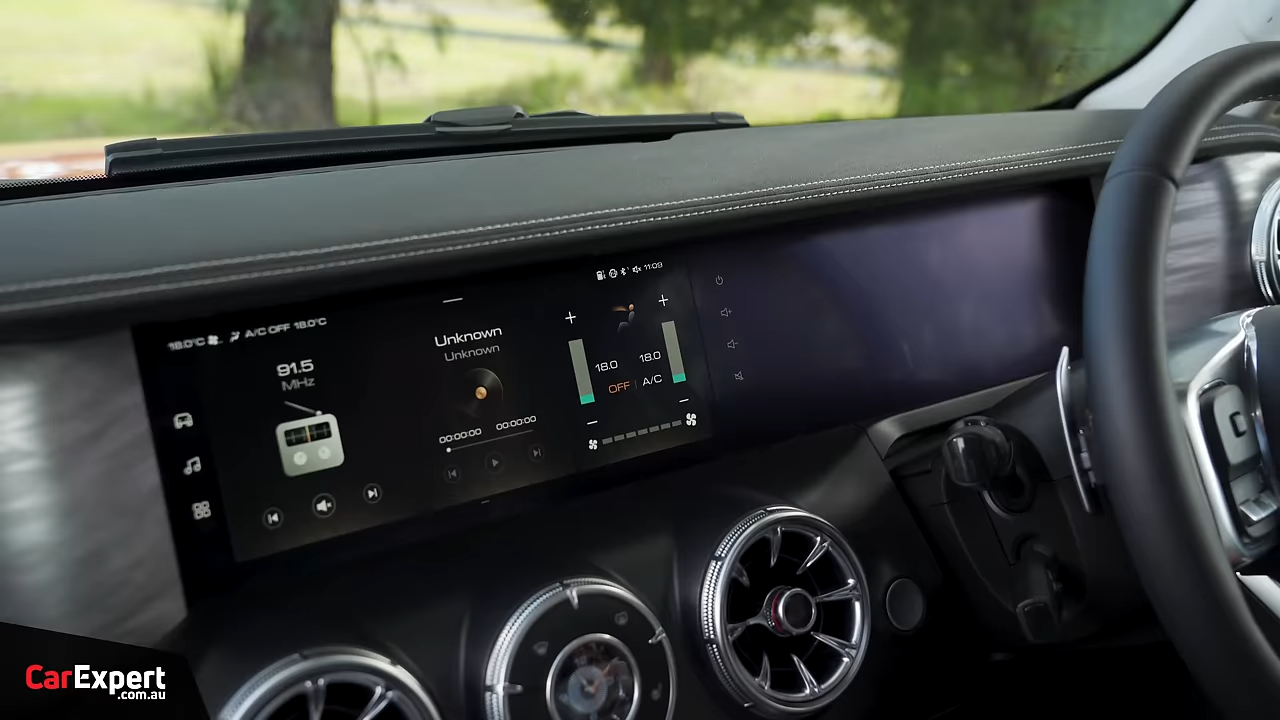 11:09
18.0°C A/C OFF 18.0°C
91.5
MHz
Unknown
Unknown
00:00:00 00:00:00
18.0 18.0
OFF | A/C
CarExpert
.com.au